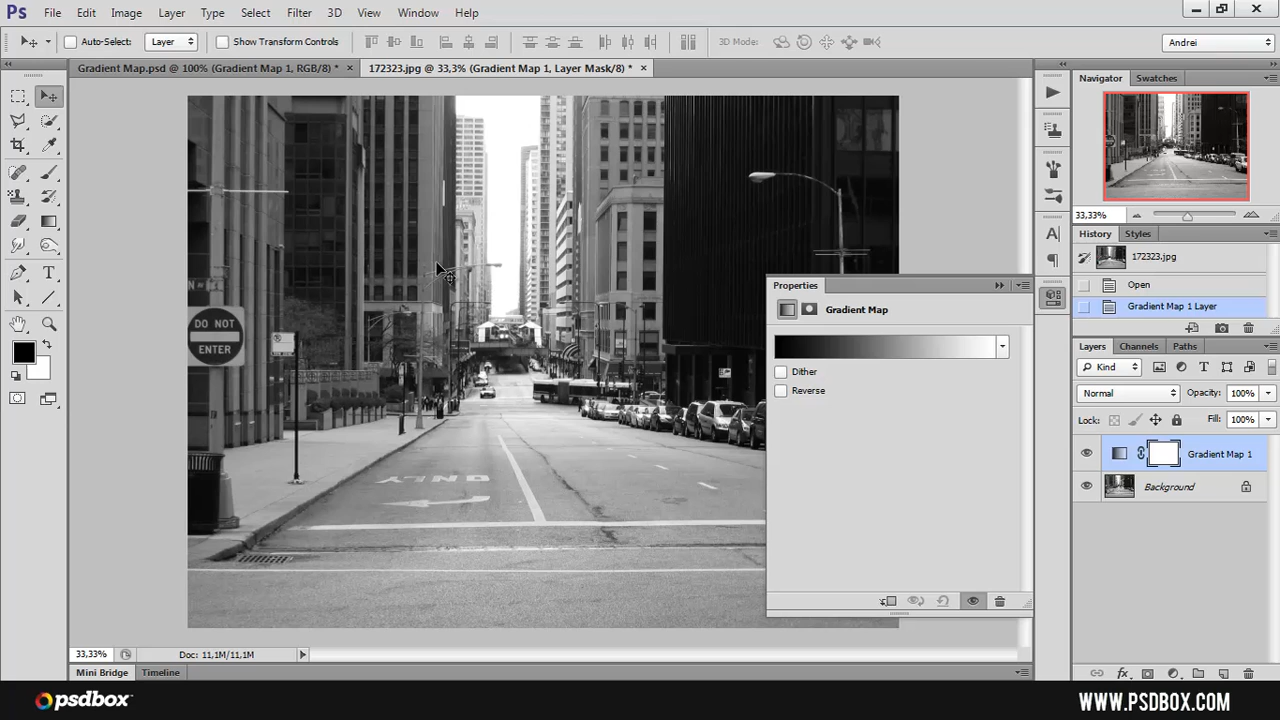 Ps File Edit Image Layer Type Select Filter 3D View Window Help
Auto-Select: Layer Show Transform Controls 3D Mode: Andrei
Gradient Map.psd @ 100% (Gradient Map 1, RGB/8) * × 172323.jpg @ 33,3% (Gradient Map 1, Layer Mask/8) * ×
Navigator Swatches
33,33%
History Styles
172323.jpg
Open
Gradient Map 1 Layer
Layers Channels Paths
Kind
Normal Opacity: 100%
Lock: Fill: 100%
Gradient Map 1
Background
Properties
Gradient Map
Dither
Reverse
DO NOT
ENTER
ONLY
33,33% Doc: 11,1M/11,1M
Mini Bridge Timeline
psdbox
WWW.PSDBOX.COM